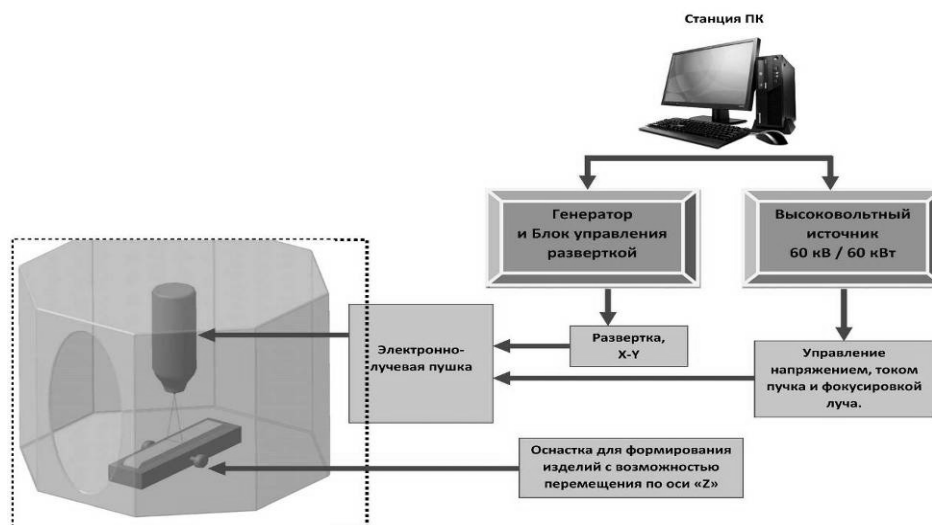 Станция ПК
Генератор
и Блок управления
разверткой
Высоковольтный
источник
60 кВ / 60 кВт
Электронно-
лучевая пушка
Развертка,
X-Y
Управление
напряжением, током
пучка и фокусировкой
луча.
Оснастка для формирования
изделий с возможностью
перемещения по оси «Z»